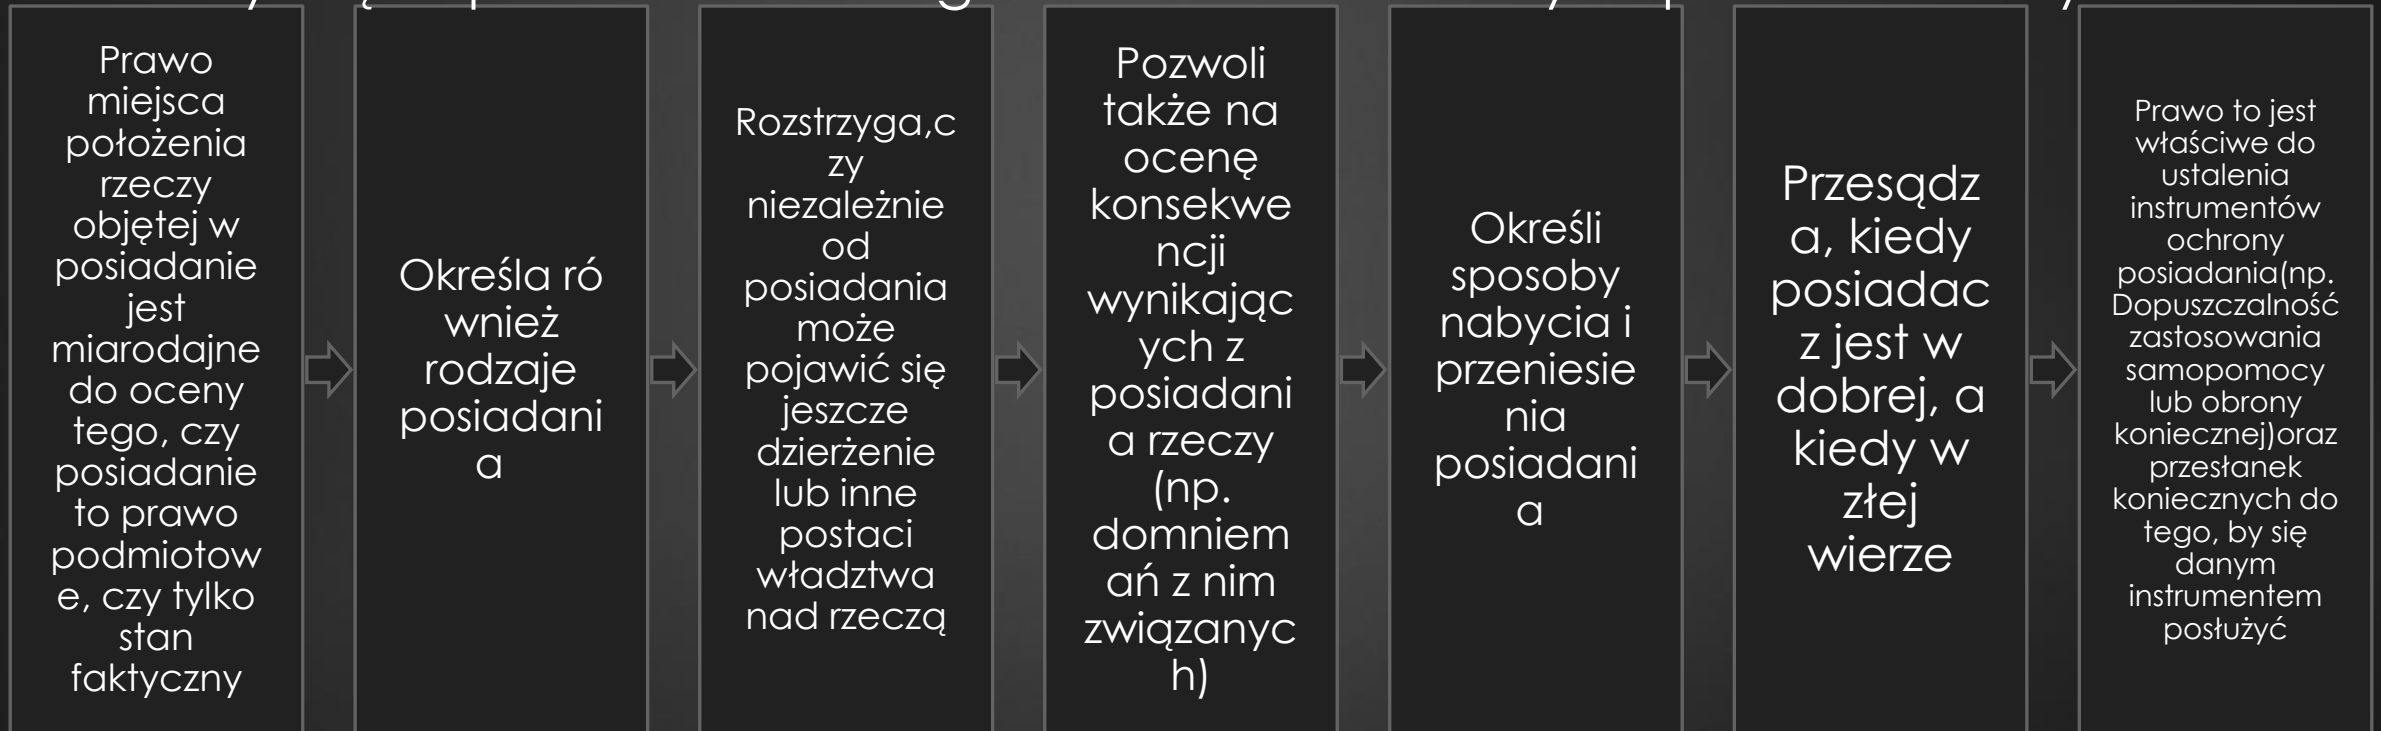 Prawo
miejsca
położenia
rzeczy
objętej w
posiadanie
jest
miarodajne
do oceny
tego, czy
posiadanie
to prawo
podmiotow
e, czy tylko
stan
faktyczny
Określa ró
wnież
rodzaje
posiadani
a
Rozstrzyga,c
zy
niezależnie
od
posiadania
może
pojawić się
jeszcze
dzierżenie
lub inne
postaci
władztwa
nad rzeczą
Pozwoli
także na
ocenę
konsekwe
ncji
wynikając
ych z
posiadani
a rzeczy
(np.
domniem
ań z nim
związanyc
h)
Określi
sposoby
nabycia i
przeniesie
nia
posiadani
a
Przesądz
a, kiedy
posiadac
z jest w
dobrej, a
kiedy w
złej
wierze
Prawo to jest
właściwe do
ustalenia
instrumentów
ochrony
posiadania(np.
Dopuszczalność
zastosowania
samopomocy
lub obrony
koniecznej)oraz
przesłanek
koniecznych do
tego, by się
danym
instrumentem
posłużyć